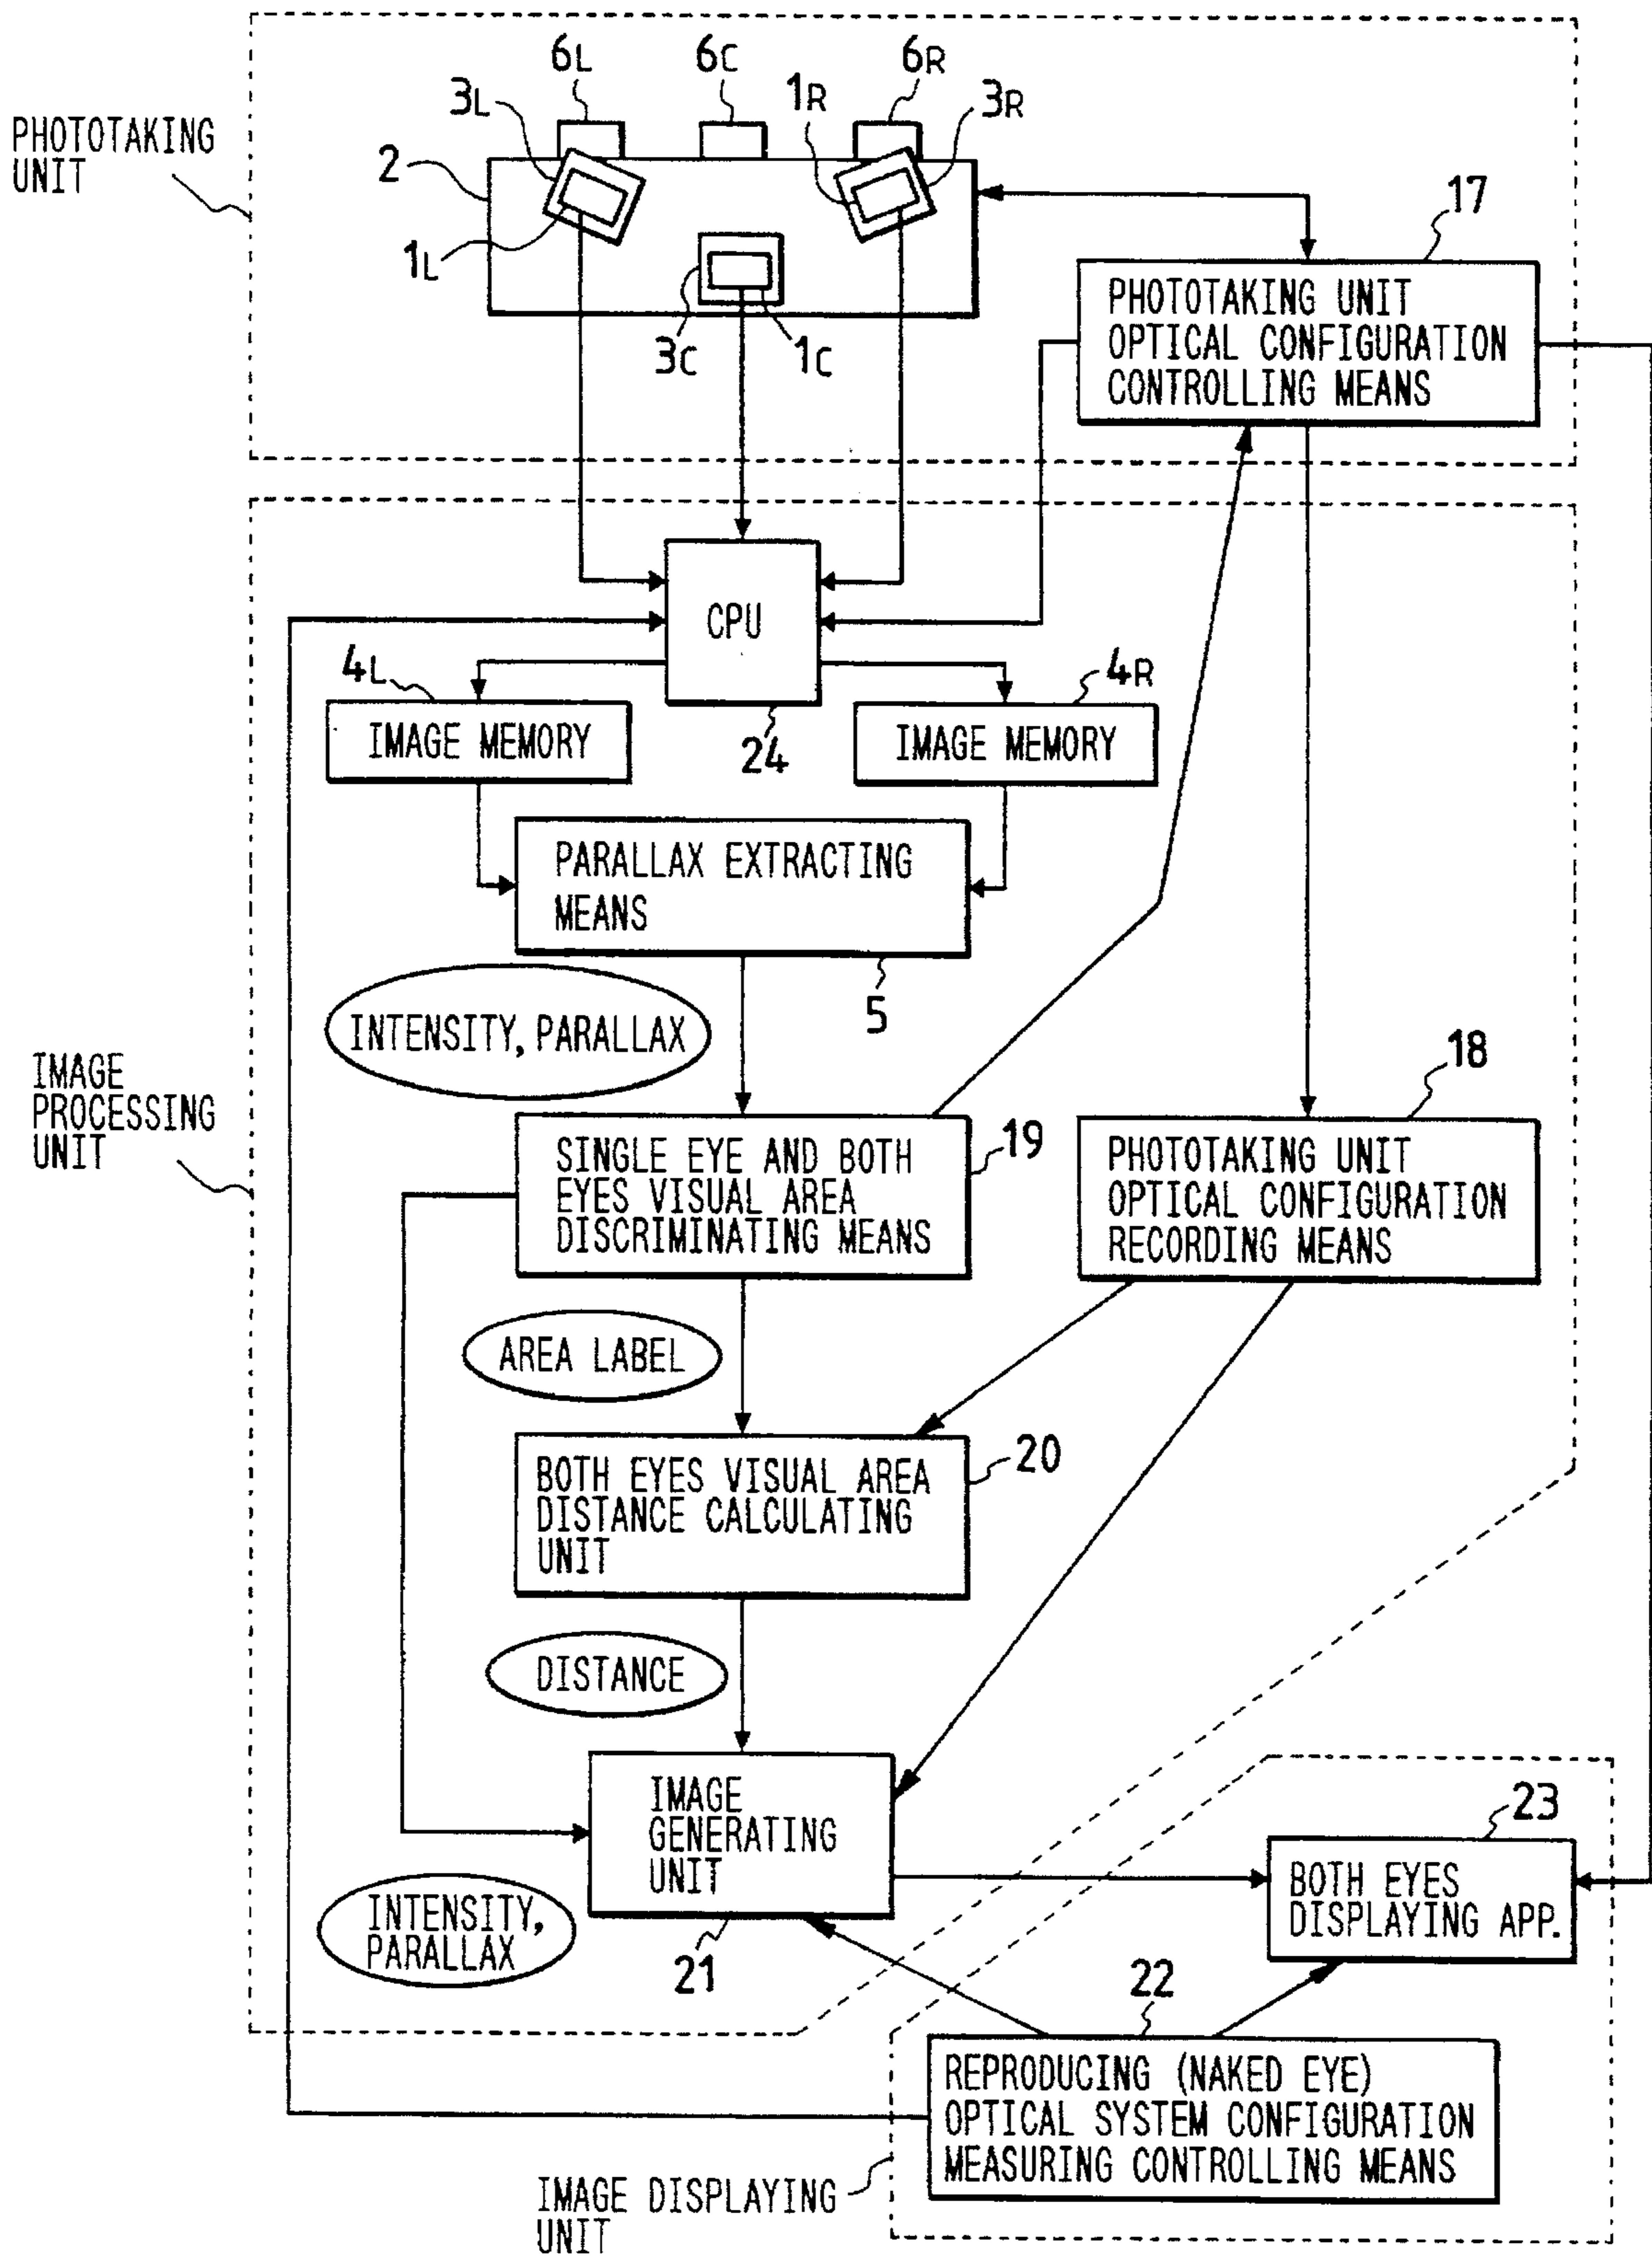 6L
6C
6R
3L
1R
3R
PHOTOTAKING
UNIT
2
17
1L
3C
1C
PHOTOTAKING UNIT
OPTICAL CONFIGURATION
CONTROLLING MEANS
CPU
4L
4R
IMAGE MEMORY
24
IMAGE MEMORY
PARALLAX EXTRACTING
MEANS
5
INTENSITY, PARALLAX
IMAGE
PROCESSING
UNIT
18
19
SINGLE EYE AND BOTH
EYES VISUAL AREA
DISCRIMINATING MEANS
PHOTOTAKING UNIT
OPTICAL CONFIGURATION
RECORDING MEANS
AREA LABEL
20
BOTH EYES VISUAL AREA
DISTANCE CALCULATING
UNIT
DISTANCE
IMAGE
GENERATING
UNIT
23
BOTH EYES
DISPLAYING APP.
INTENSITY,
PARALLAX
21
22
REPRODUCING (NAKED EYE)
OPTICAL SYSTEM CONFIGURATION
MEASURING CONTROLLING MEANS
IMAGE DISPLAYING
UNIT